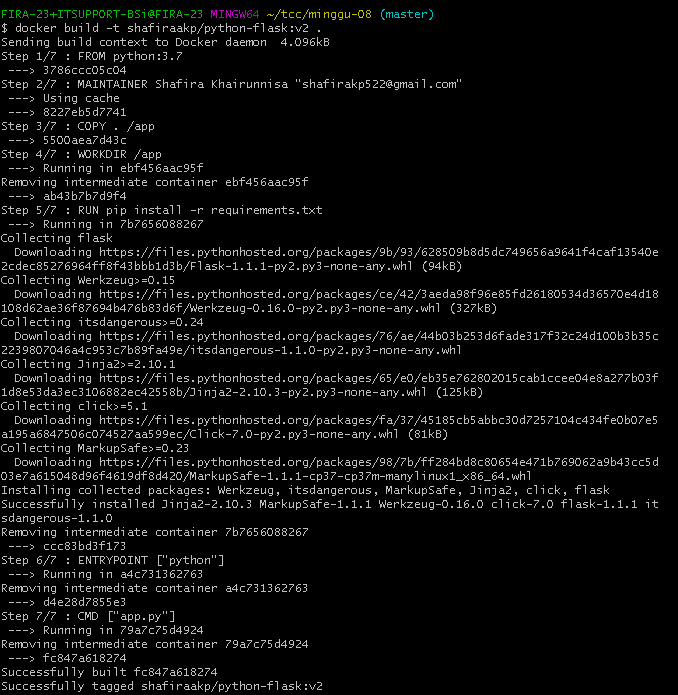 FIRA-23+ITSUPPORT-BSi@FIRA-23 MINGW64 ~/tcc/minggu-08 (master)
$ docker build -t shafiraakp/python-flask:v2 .
Sending build context to Docker daemon  4.096kB
Step 1/7 : FROM python:3.7
 ---> 3786ccc05c04
Step 2/7 : MAINTAINER Shafira Khairunnisa "shafirakp522@gmail.com"
 ---> Using cache
 ---> 8227eb5d7741
Step 3/7 : COPY . /app
 ---> 5500aea7d43c
Step 4/7 : WORKDIR /app
 ---> Running in ebf456aac95f
Removing intermediate container ebf456aac95f
 ---> ab43b7b7d9f4
Step 5/7 : RUN pip install -r requirements.txt
 ---> Running in 7b7656088267
Collecting flask
  Downloading https://files.pythonhosted.org/packages/9b/93/628509b8d5dc749656a9641f4caf13540e
2cdec85276964ff8f43bbb1d3b/Flask-1.1.1-py2.py3-none-any.whl (94kB)
Collecting Werkzeug>=0.15
  Downloading https://files.pythonhosted.org/packages/ce/42/3aeda98f96e85fd26180534d36570e4d18
108d62ae36f87694b476b83d6f/Werkzeug-0.16.0-py2.py3-none-any.whl (327kB)
Collecting itsdangerous>=0.24
  Downloading https://files.pythonhosted.org/packages/76/ae/44b03b253d6fade317f32c24d100b3b35c
2239807046a4c953c7b89fa49e/itsdangerous-1.1.0-py2.py3-none-any.whl
Collecting Jinja2>=2.10.1
  Downloading https://files.pythonhosted.org/packages/65/e0/eb35e762802015cab1ccee04e8a277b03f
1d8e53da3ec3106882ec42558b/Jinja2-2.10.3-py2.py3-none-any.whl (125kB)
Collecting click>=5.1
  Downloading https://files.pythonhosted.org/packages/fa/37/45185cb5abbc30d7257104c434fe0b07e5
a195a6847506c074527aa599ec/Click-7.0-py2.py3-none-any.whl (81kB)
Collecting MarkupSafe>=0.23
  Downloading https://files.pythonhosted.org/packages/98/7b/ff284bd8c80654e471b769062a9b43cc5d
03e7a615048d96f4619df8d420/MarkupSafe-1.1.1-cp37-cp37m-manylinux1_x86_64.whl
Installing collected packages: Werkzeug, itsdangerous, MarkupSafe, Jinja2, click, flask
Successfully installed Jinja2-2.10.3 MarkupSafe-1.1.1 Werkzeug-0.16.0 click-7.0 flask-1.1.1 it
sdangerous-1.1.0
Removing intermediate container 7b7656088267
 ---> ccc83bd3f173
Step 6/7 : ENTRYPOINT ["python"]
 ---> Running in a4c731362763
Removing intermediate container a4c731362763
 ---> d4e28d7855e3
Step 7/7 : CMD ["app.py"]
 ---> Running in 79a7c75d4924
Removing intermediate container 79a7c75d4924
 ---> fc847a618274
Successfully built fc847a618274
Successfully tagged shafiraakp/python-flask:v2